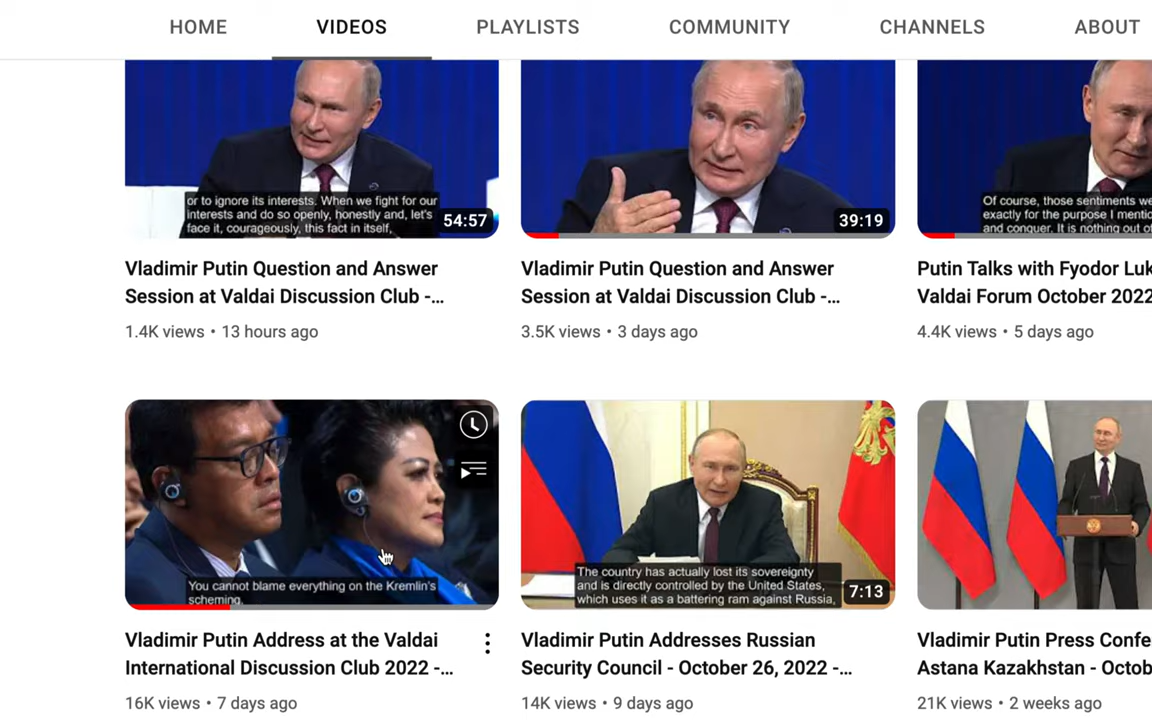 HOME VIDEOS PLAYLISTS COMMUNITY CHANNELS ABOUT
or to ignore its interests. When we fight for our
interests and do so openly, honestly and, let's
face it, courageously, this fact in itself,
54:57
39:19
Of course, those sentiments
exactly for the purpose I
and conquer. It is nothing out
Vladimir Putin Question and Answer
Session at Valdai Discussion Club -...
1.4K views • 13 hours ago
Vladimir Putin Question and Answer
Session at Valdai Discussion Club -...
3.5K views • 3 days ago
Putin Talks with Fyodor
Valdai Forum October 2022
4.4K views • 5 days ago
You cannot blame everything on the Kremlin's
scheming.
The country has actually lost its sovereignty
and is directly controlled by the United States,
which uses it as a battering ram against Russia,
7:13
Vladimir Putin Address at the Valdai
International Discussion Club 2022 -...
16K views • 7 days ago
Vladimir Putin Addresses Russian
Security Council - October 26, 2022 -...
14K views • 9 days ago
Vladimir Putin Press
Astana Kazakhstan -
21K views • 2 weeks ago